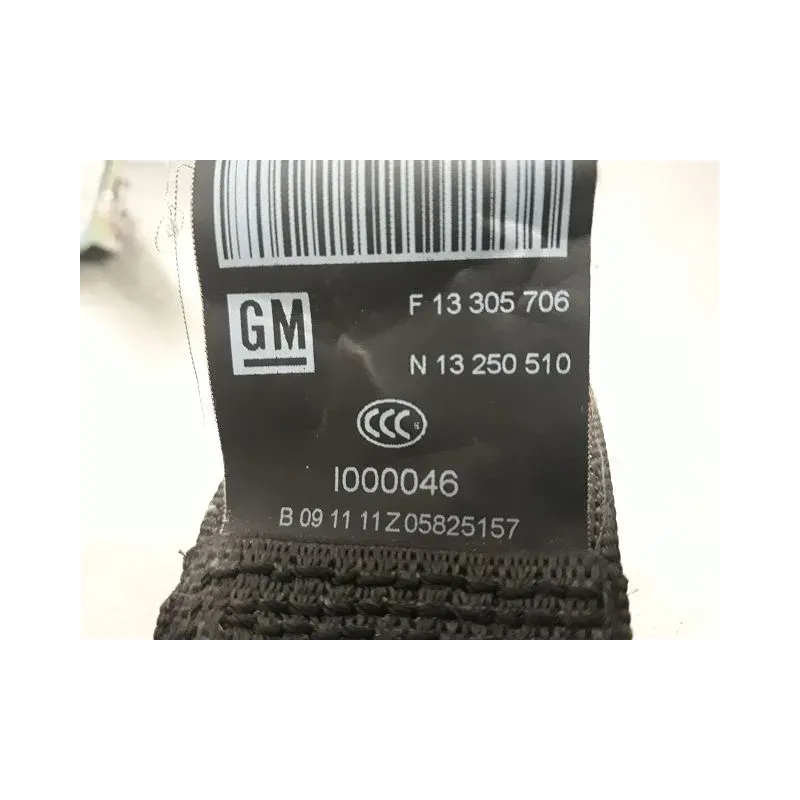 GM
F 13 305 706
N 13 250 510
CCC
I000046
B 09 11 11Z05825157